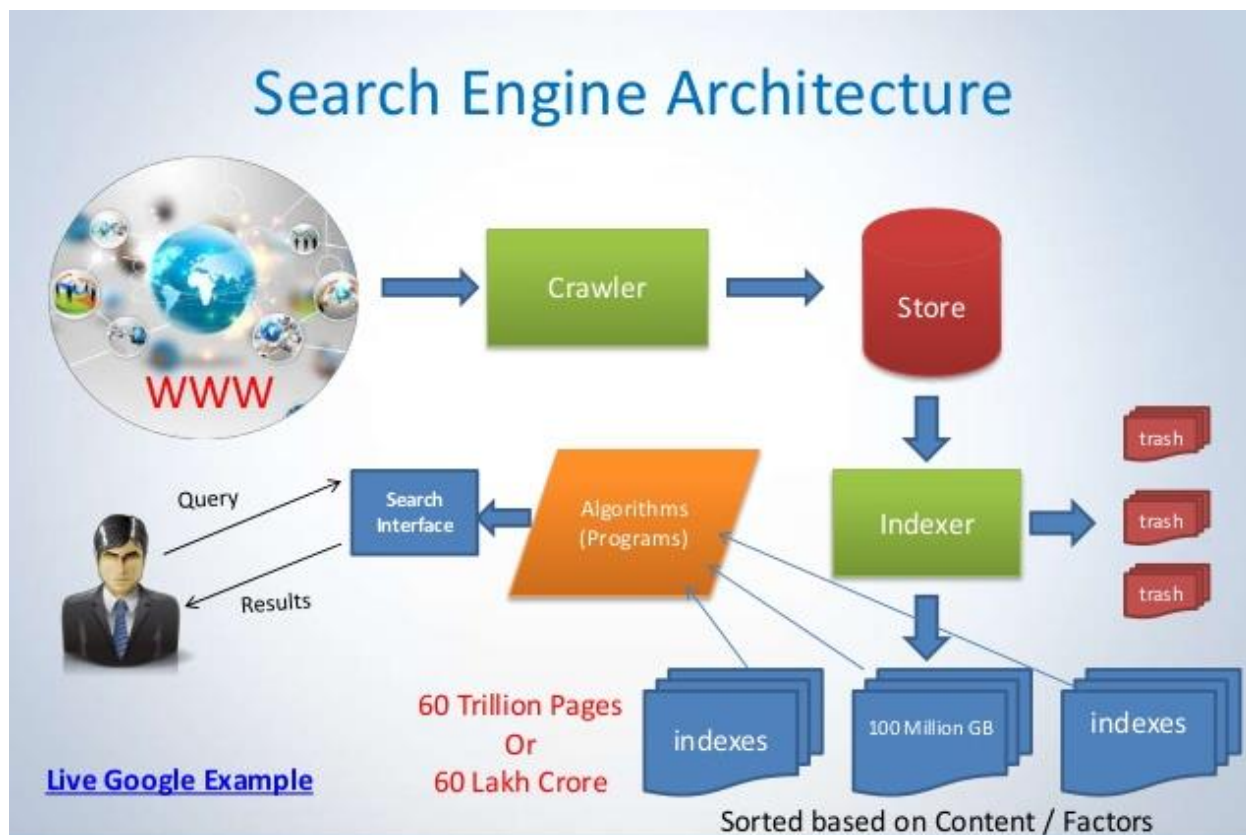 Search Engine Architecture
WWW
Crawler
Store
trash
trash
trash
Query
Search
Interface
Algorithms
(Programs)
Indexer
Results
60 Trillion Pages
Or
60 Lakh Crore
indexes
100 Million GB
indexes
Live Google Example
Sorted based on Content / Factors